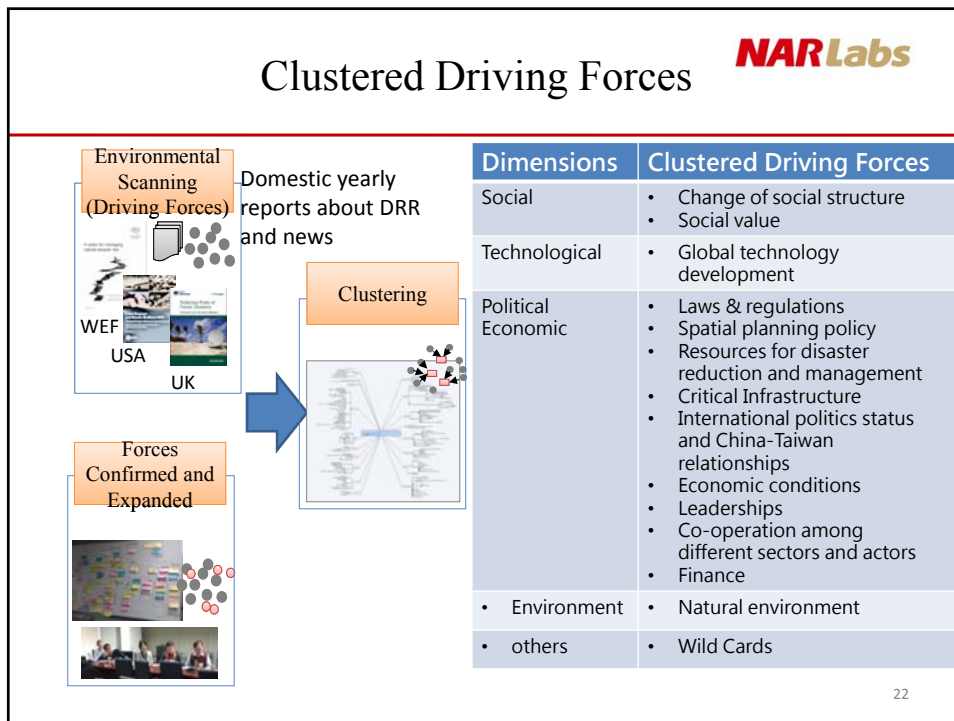 Clustered Driving Forces
NARLabs
Environmental
Scanning
(Driving Forces)
Domestic yearly
reports about DRR
and news
WEF
USA
UK
Clustering
Forces
Confirmed and
Expanded
Dimensions
Clustered Driving Forces
Social
• Change of social structure
• Social value
Technological
• Global technology
development
Political
Economic
• Laws & regulations
• Spatial planning policy
• Resources for disaster
reduction and management
• Critical Infrastructure
• International politics status
and China-Taiwan
relationships
• Economic conditions
• Leaderships
• Co-operation among
different sectors and actors
• Finance
• Environment
• Natural environment
• others
• Wild Cards
22